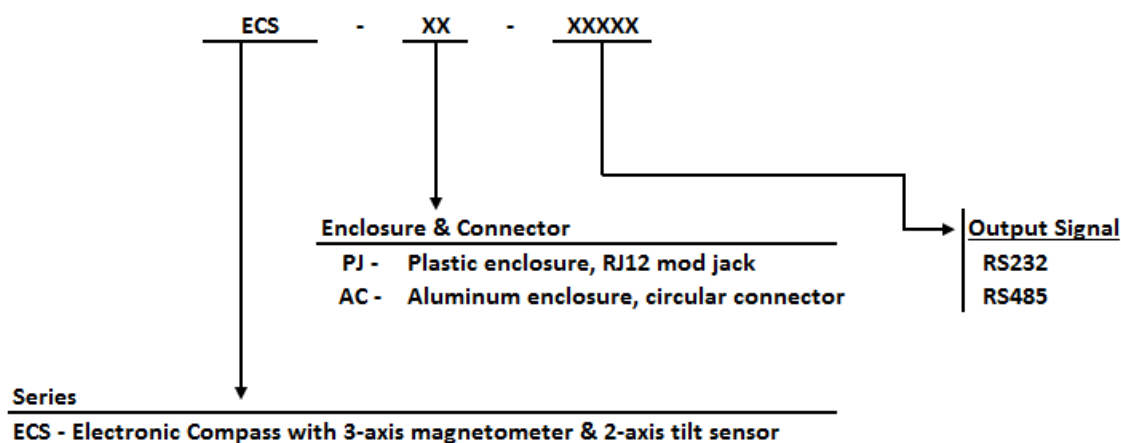 ECS - XX - XXXXX
Enclosure & Connector
PJ - Plastic enclosure, RJ12 mod jack
AC - Aluminum enclosure, circular connector
Output Signal
RS232
RS485
Series
ECS - Electronic Compass with 3-axis magnetometer & 2-axis tilt sensor